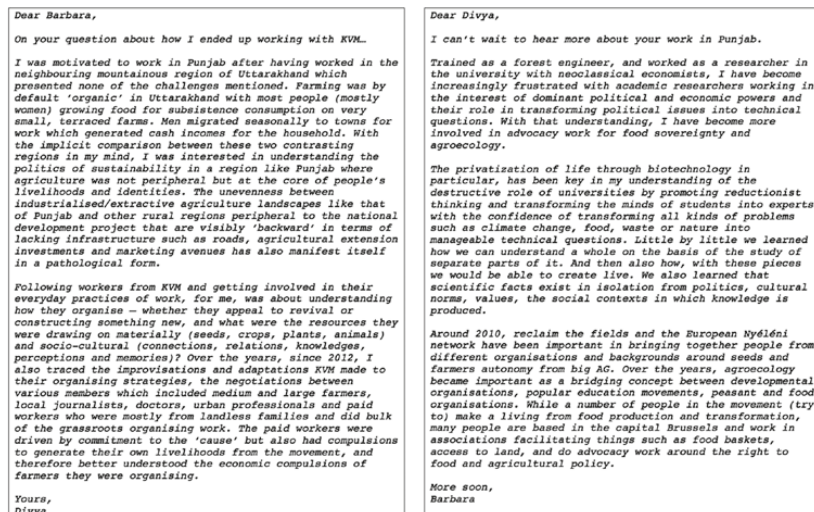 Dear Barbara,
On your question about how I ended up working with KVM…
I was motivated to work in Punjab after having worked in the
neighbouring mountainous region of Uttarakhand which
presented none of the challenges mentioned. Farming was by
default ‘organic’ in Uttarakhand with most people (mostly
women) growing food for subsistence consumption on very
small, terraced farms. Men migrated seasonally to towns for
work which generated cash incomes for the household. With
the implicit comparison between these two contrasting
regions in my mind, I was interested in understanding the
politics of sustainability in a region like Punjab where
agriculture was not peripheral but at the core of people’s
livelihoods and identities. The unevenness between
industrialised/extractive agriculture landscapes like that
of Punjab and other rural regions peripheral to the national
development project that are visibly ‘backward’ in terms of
lacking infrastructure such as roads, agricultural extension
investments and marketing avenues has also manifest itself
in a pathological form.
Following workers from KVM and getting involved in their
everyday practices of work, for me, was about understanding
how they organise – whether they appeal to revival or
constructing something new, and what were the resources they
were drawing on materially (seeds, crops, plants, animals)
and socio-cultural (connections, relations, knowledges,
perceptions and memories)? Over the years, since 2012, I
also traced the improvisations and adaptations KVM made to
their organising strategies, the negotiations between
various members which included medium and large farmers,
local journalists, doctors, urban professionals and paid
workers who were mostly from landless families and did bulk
of the grassroots organising work. The paid workers were
driven by commitment to the ‘cause’ but also had compulsions
to generate their own livelihoods from the movement, and
therefore better understood the economic compulsions of
farmers they were organising.
Yours,
Divya
Dear Divya,
I can’t wait to hear more about your work in Punjab.
Trained as a forest engineer, and worked as a researcher in
the university with neoclassical economists, I have become
increasingly frustrated with academic researchers working in
the interest of dominant political and economic powers and
their role in transforming political issues into technical
questions. With that understanding, I have become more
involved in advocacy work for food sovereignty and
agroecology.
The privatization of life through biotechnology in
particular, has been key in my understanding of the
destructive role of universities by promoting reductionist
thinking and transforming the minds of students into experts
with the confidence of transforming all kinds of problems
such as climate change, food, waste or nature into
manageable technical questions. Little by little we learned
how we can understand a whole on the basis of the study of
separate parts of it. And then also how, with these pieces
we would be able to create live. We also learned that
scientific facts exist in isolation from politics, cultural
norms, values, the social contexts in which knowledge is
produced.
Around 2010, reclaim the fields and the European Nyéléni
network have been important in bringing together people from
different organisations and backgrounds around seeds and
farmers autonomy from big AG. Over the years, agroecology
became important as a bridging concept between developmental
organisations, popular education movements, peasant and food
organisations. While a number of people in the movement (try
to) make a living from food production and transformation,
many people are based in the capital Brussels and work in
associations facilitating things such as food baskets,
access to land, and do advocacy work around the right to
food and agricultural policy.
More soon,
Barbara